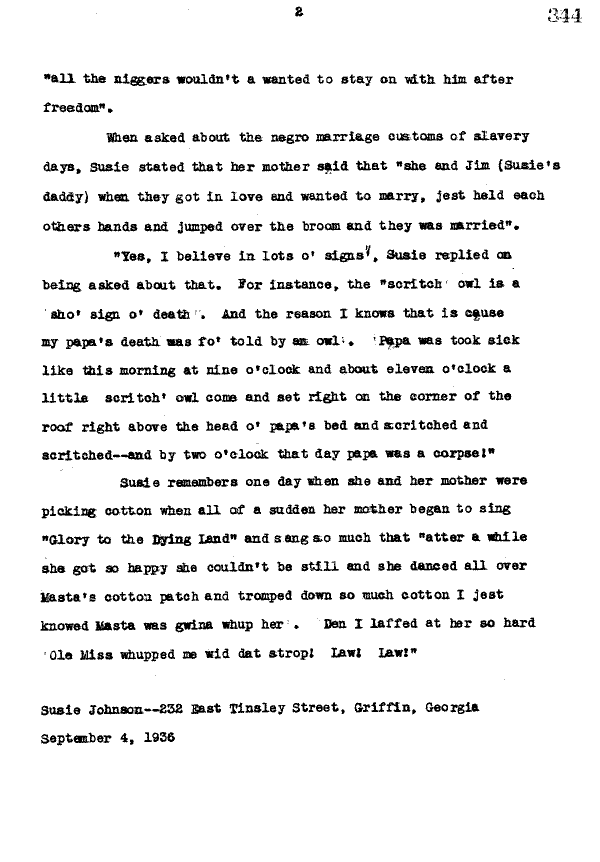 2
344
"all the niggers wouldn't a wanted to stay on with him after
freedom".
When asked about the negro marriage customs of slavery
days, Susie stated that her mother said that "she and Jim (Susie's
daddy) when they got in love and wanted to marry, jest held each
others hands and jumped over the broom and they was married".
"Yes, I believe in lots o' signs", Susie replied on
being asked about that. For instance, the "scritch' owl is a
'sho' sign o' death'. And the reason I knows that is cause
my papa's death was fo' told by an owl'. 'Papa was took sick
like this morning at nine o'clock and about eleven o'clock a
little scritch' owl come and set right on the corner of the
roof right above the head o' papa's bed and scritched and
scritched--and by two o'clock that day papa was a corpse!"
Susie remembers one day when she and her mother were
picking cotton when all of a sudden her mother began to sing
"Glory to the Dying Land" and sang so much that "atter a while
she got so happy she couldn't be still and she danced all over
Masta's cotton patch and tromped down so much cotton I jest
knowed Masta was gwina whup her'. Den I laffed at her so hard
'Ole Miss whupped me wid dat strop! Law! Law!"
Susie Johnson--232 East Tinsley Street, Griffin, Georgia
September 4, 1936